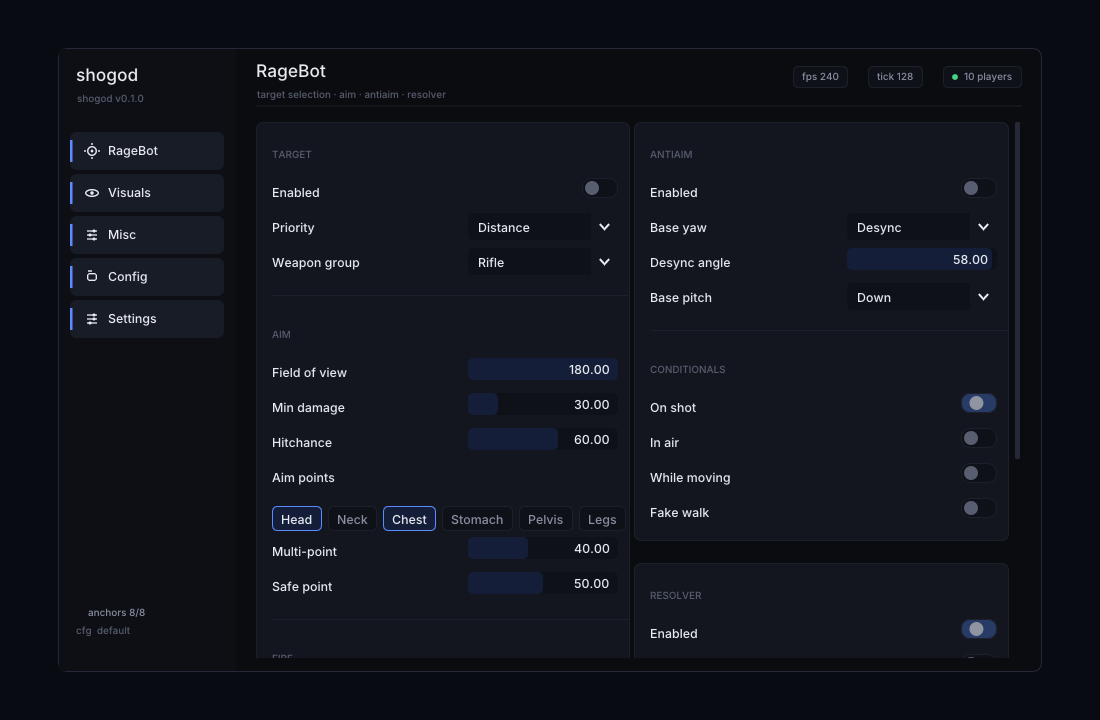 shogod
shogod v0.1.0
RageBot
Visuals
Misc
Config
Settings
anchors 8/8
cfg default
RageBot
target selection · aim · antiaim · resolver
fps 240
tick 128
10 players
TARGET
Enabled
Priority Distance
Weapon group Rifle
AIM
Field of view 180.00
Min damage 30.00
Hitchance 60.00
Aim points
Head Neck Chest Stomach Pelvis Legs
Multi-point 40.00
Safe point 50.00
FIRE
ANTIAIM
Enabled
Base yaw Desync
Desync angle 58.00
Base pitch Down
CONDITIONALS
On shot
In air
While moving
Fake walk
RESOLVER
Enabled